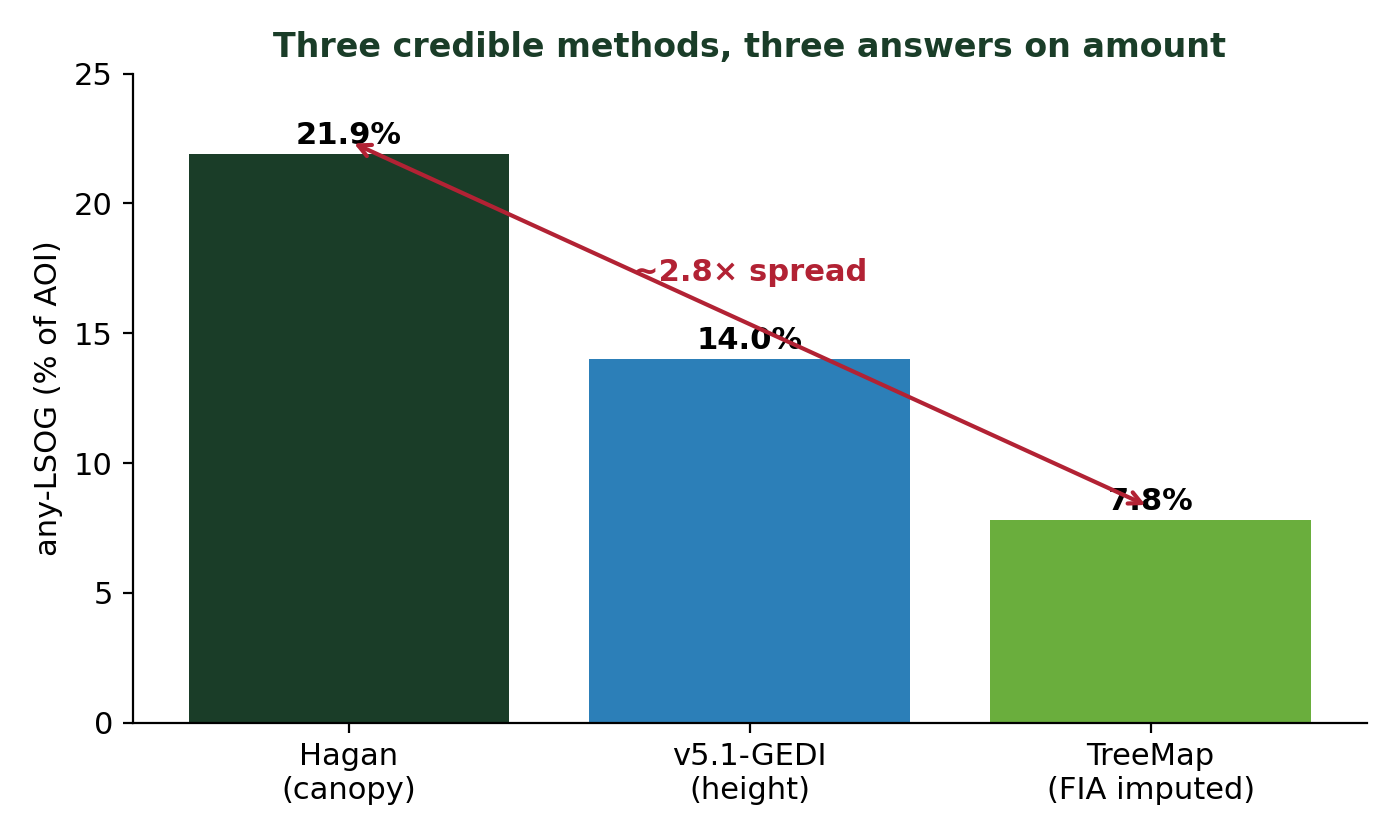 Three credible methods, three answers on amount
any-LSOG (% of AOI)
25
20
15
10
5
0
21.9%
~2.8× spread
14.0%
7.8%
Hagan
(canopy)
v5.1-GEDI
(height)
TreeMap
(FIA imputed)